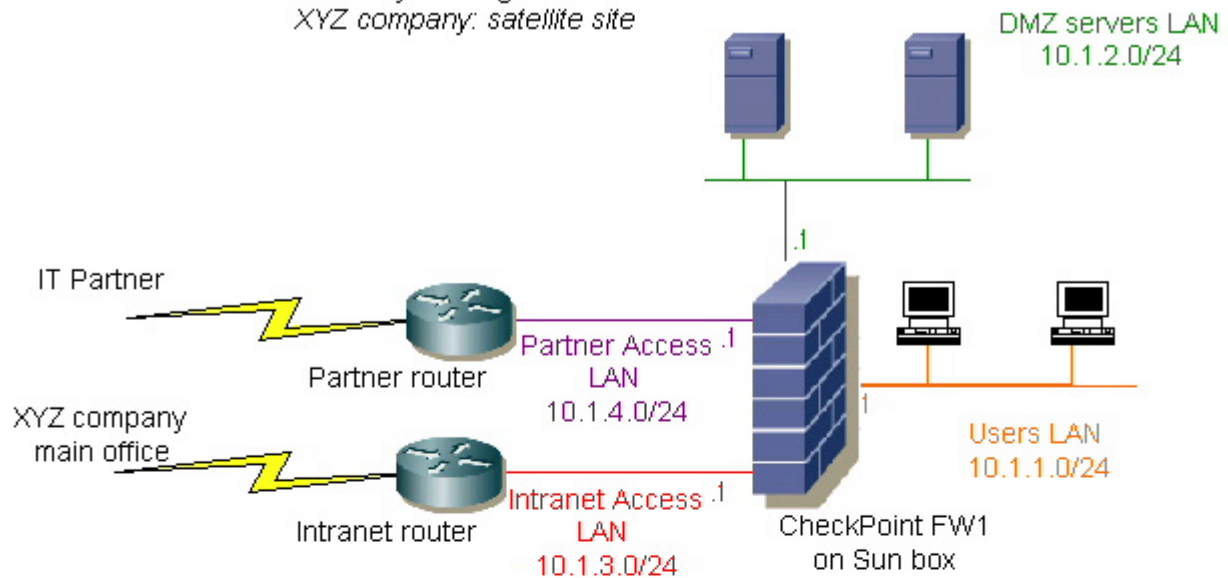 XYZ company: satellite site
DMZ servers LAN
10.1.2.0/24
.1
IT Partner
Partner router
Partner Access
LAN
10.1.4.0/24
.1
XYZ company
main office
Intranet router
Intranet Access
LAN
10.1.3.0/24
.1
CheckPoint FW1
on Sun box
.1
Users LAN
10.1.1.0/24